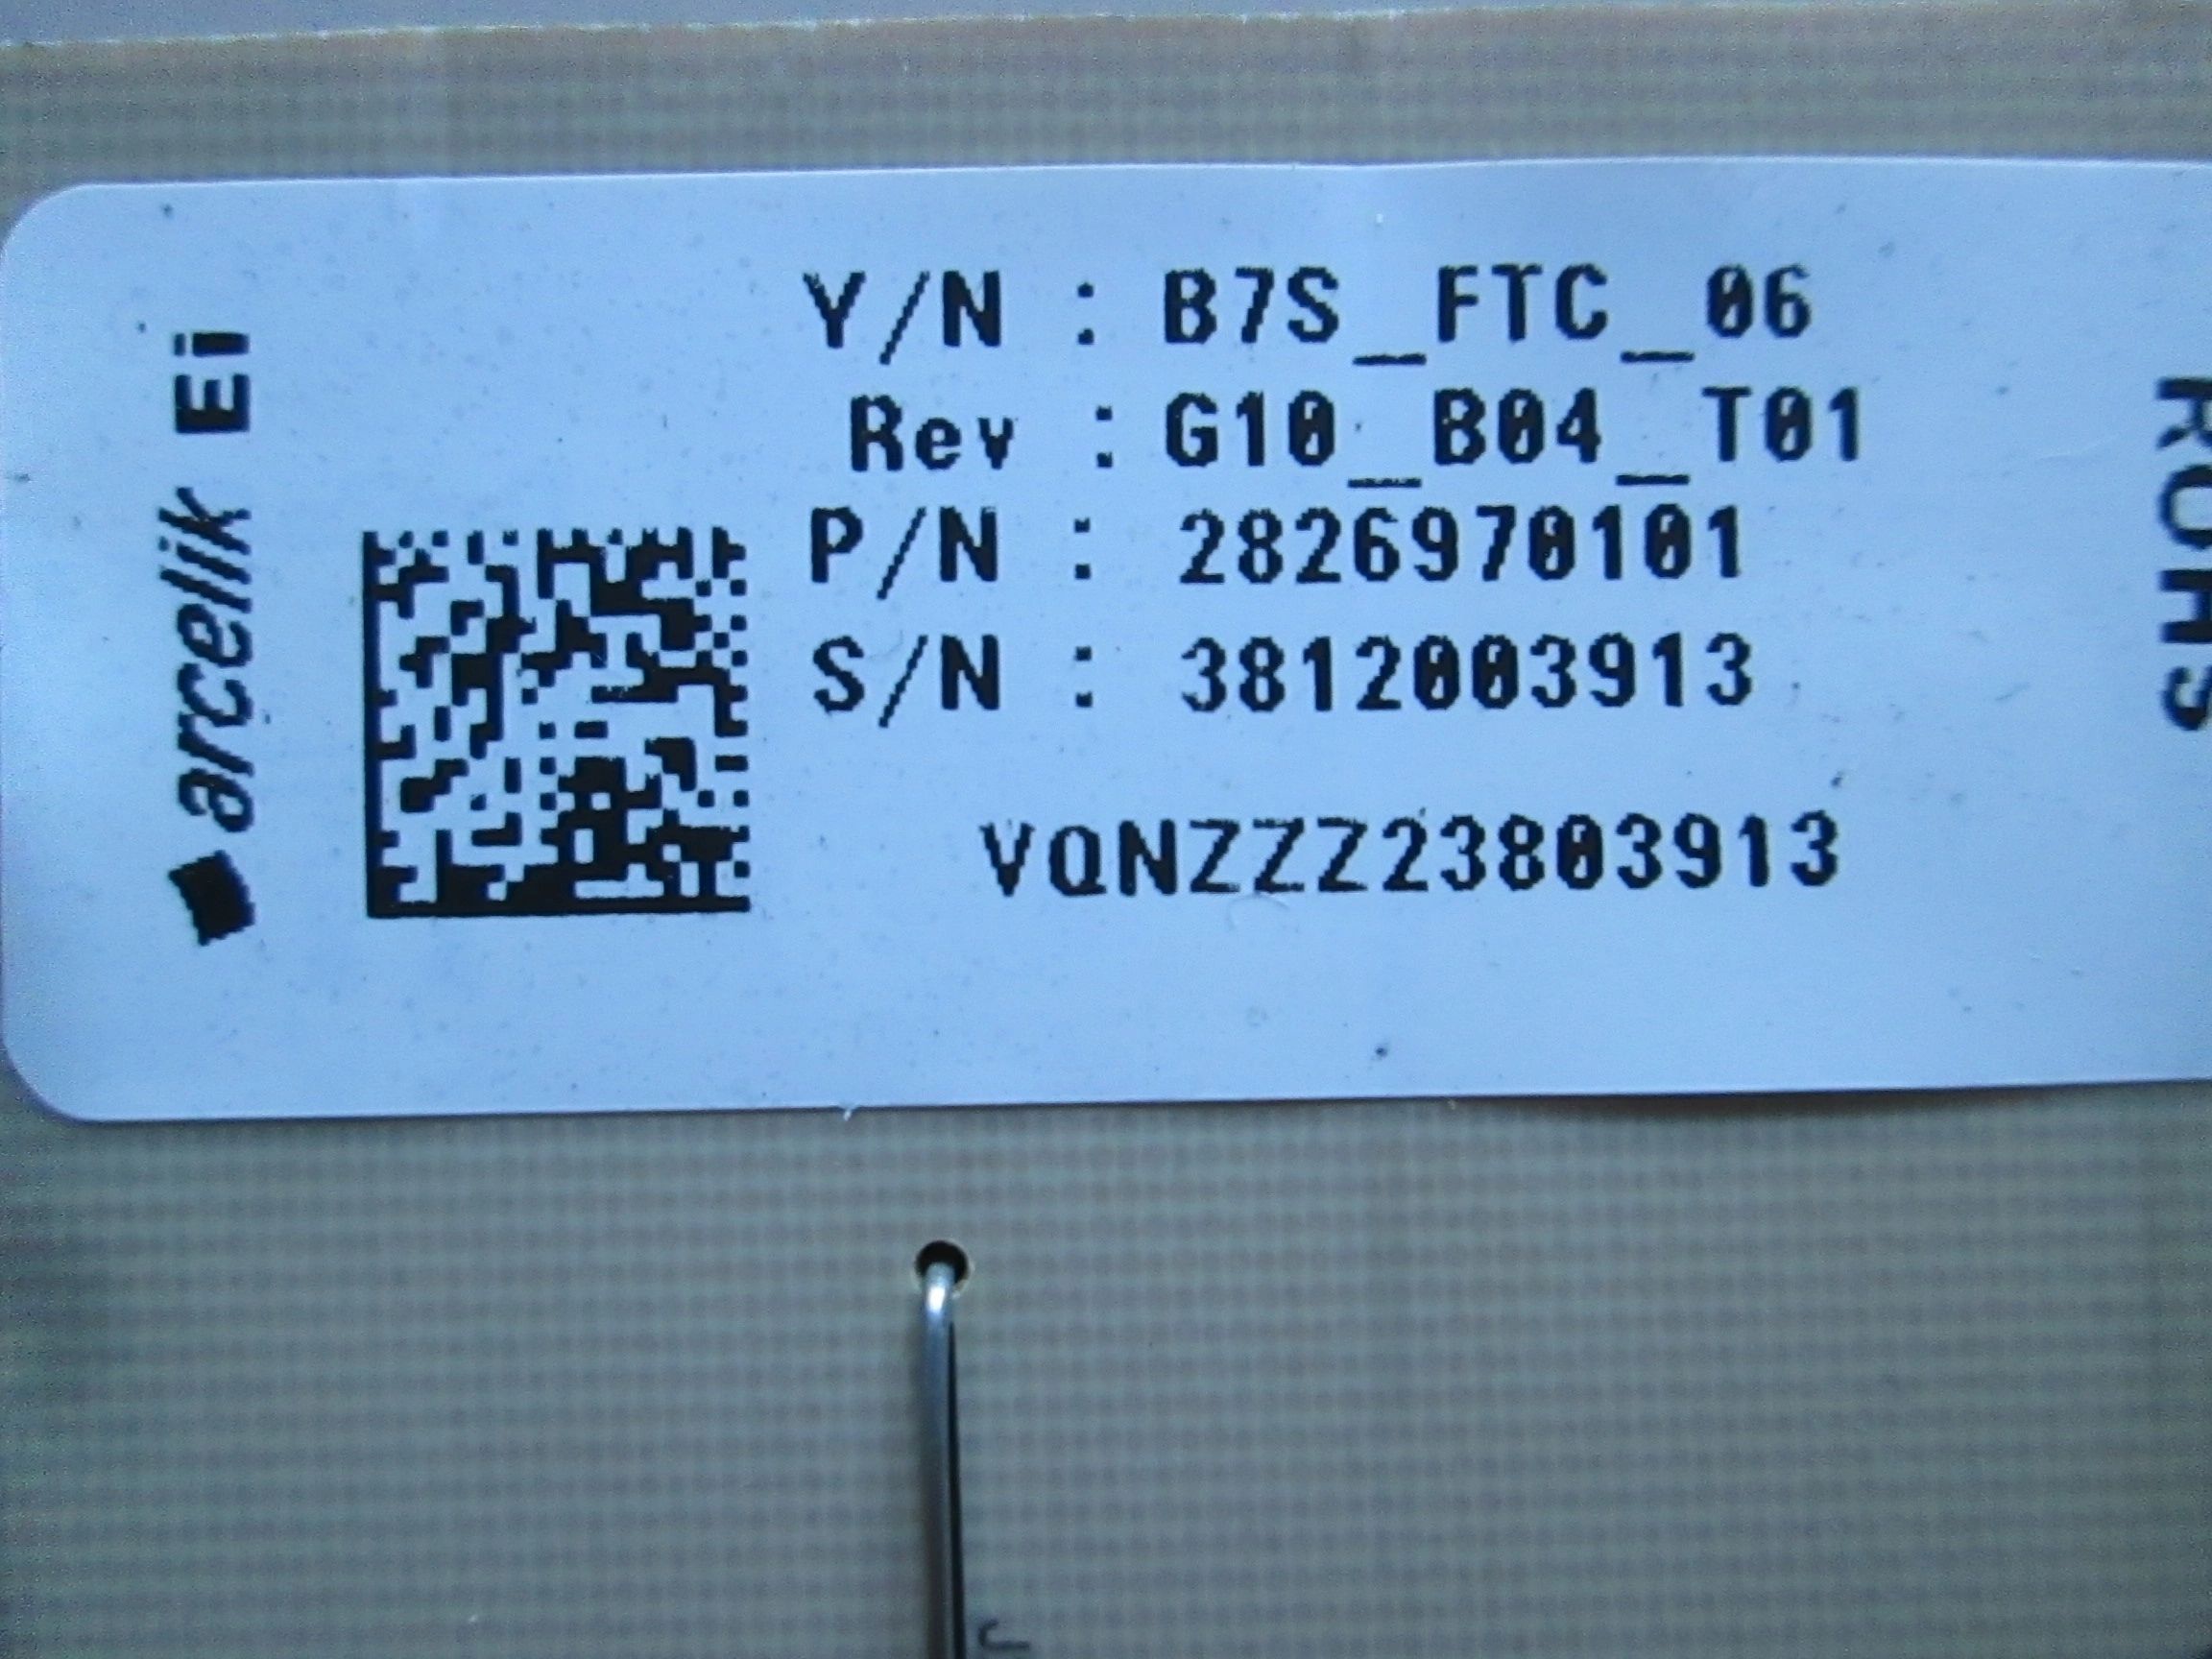 arcelik Ei
Y/N : B7S_FTC_06
Rev : G10_B04_T01
P/N : 2826970101
S/N : 3812003913
VQNZZZ23803913
ROHS